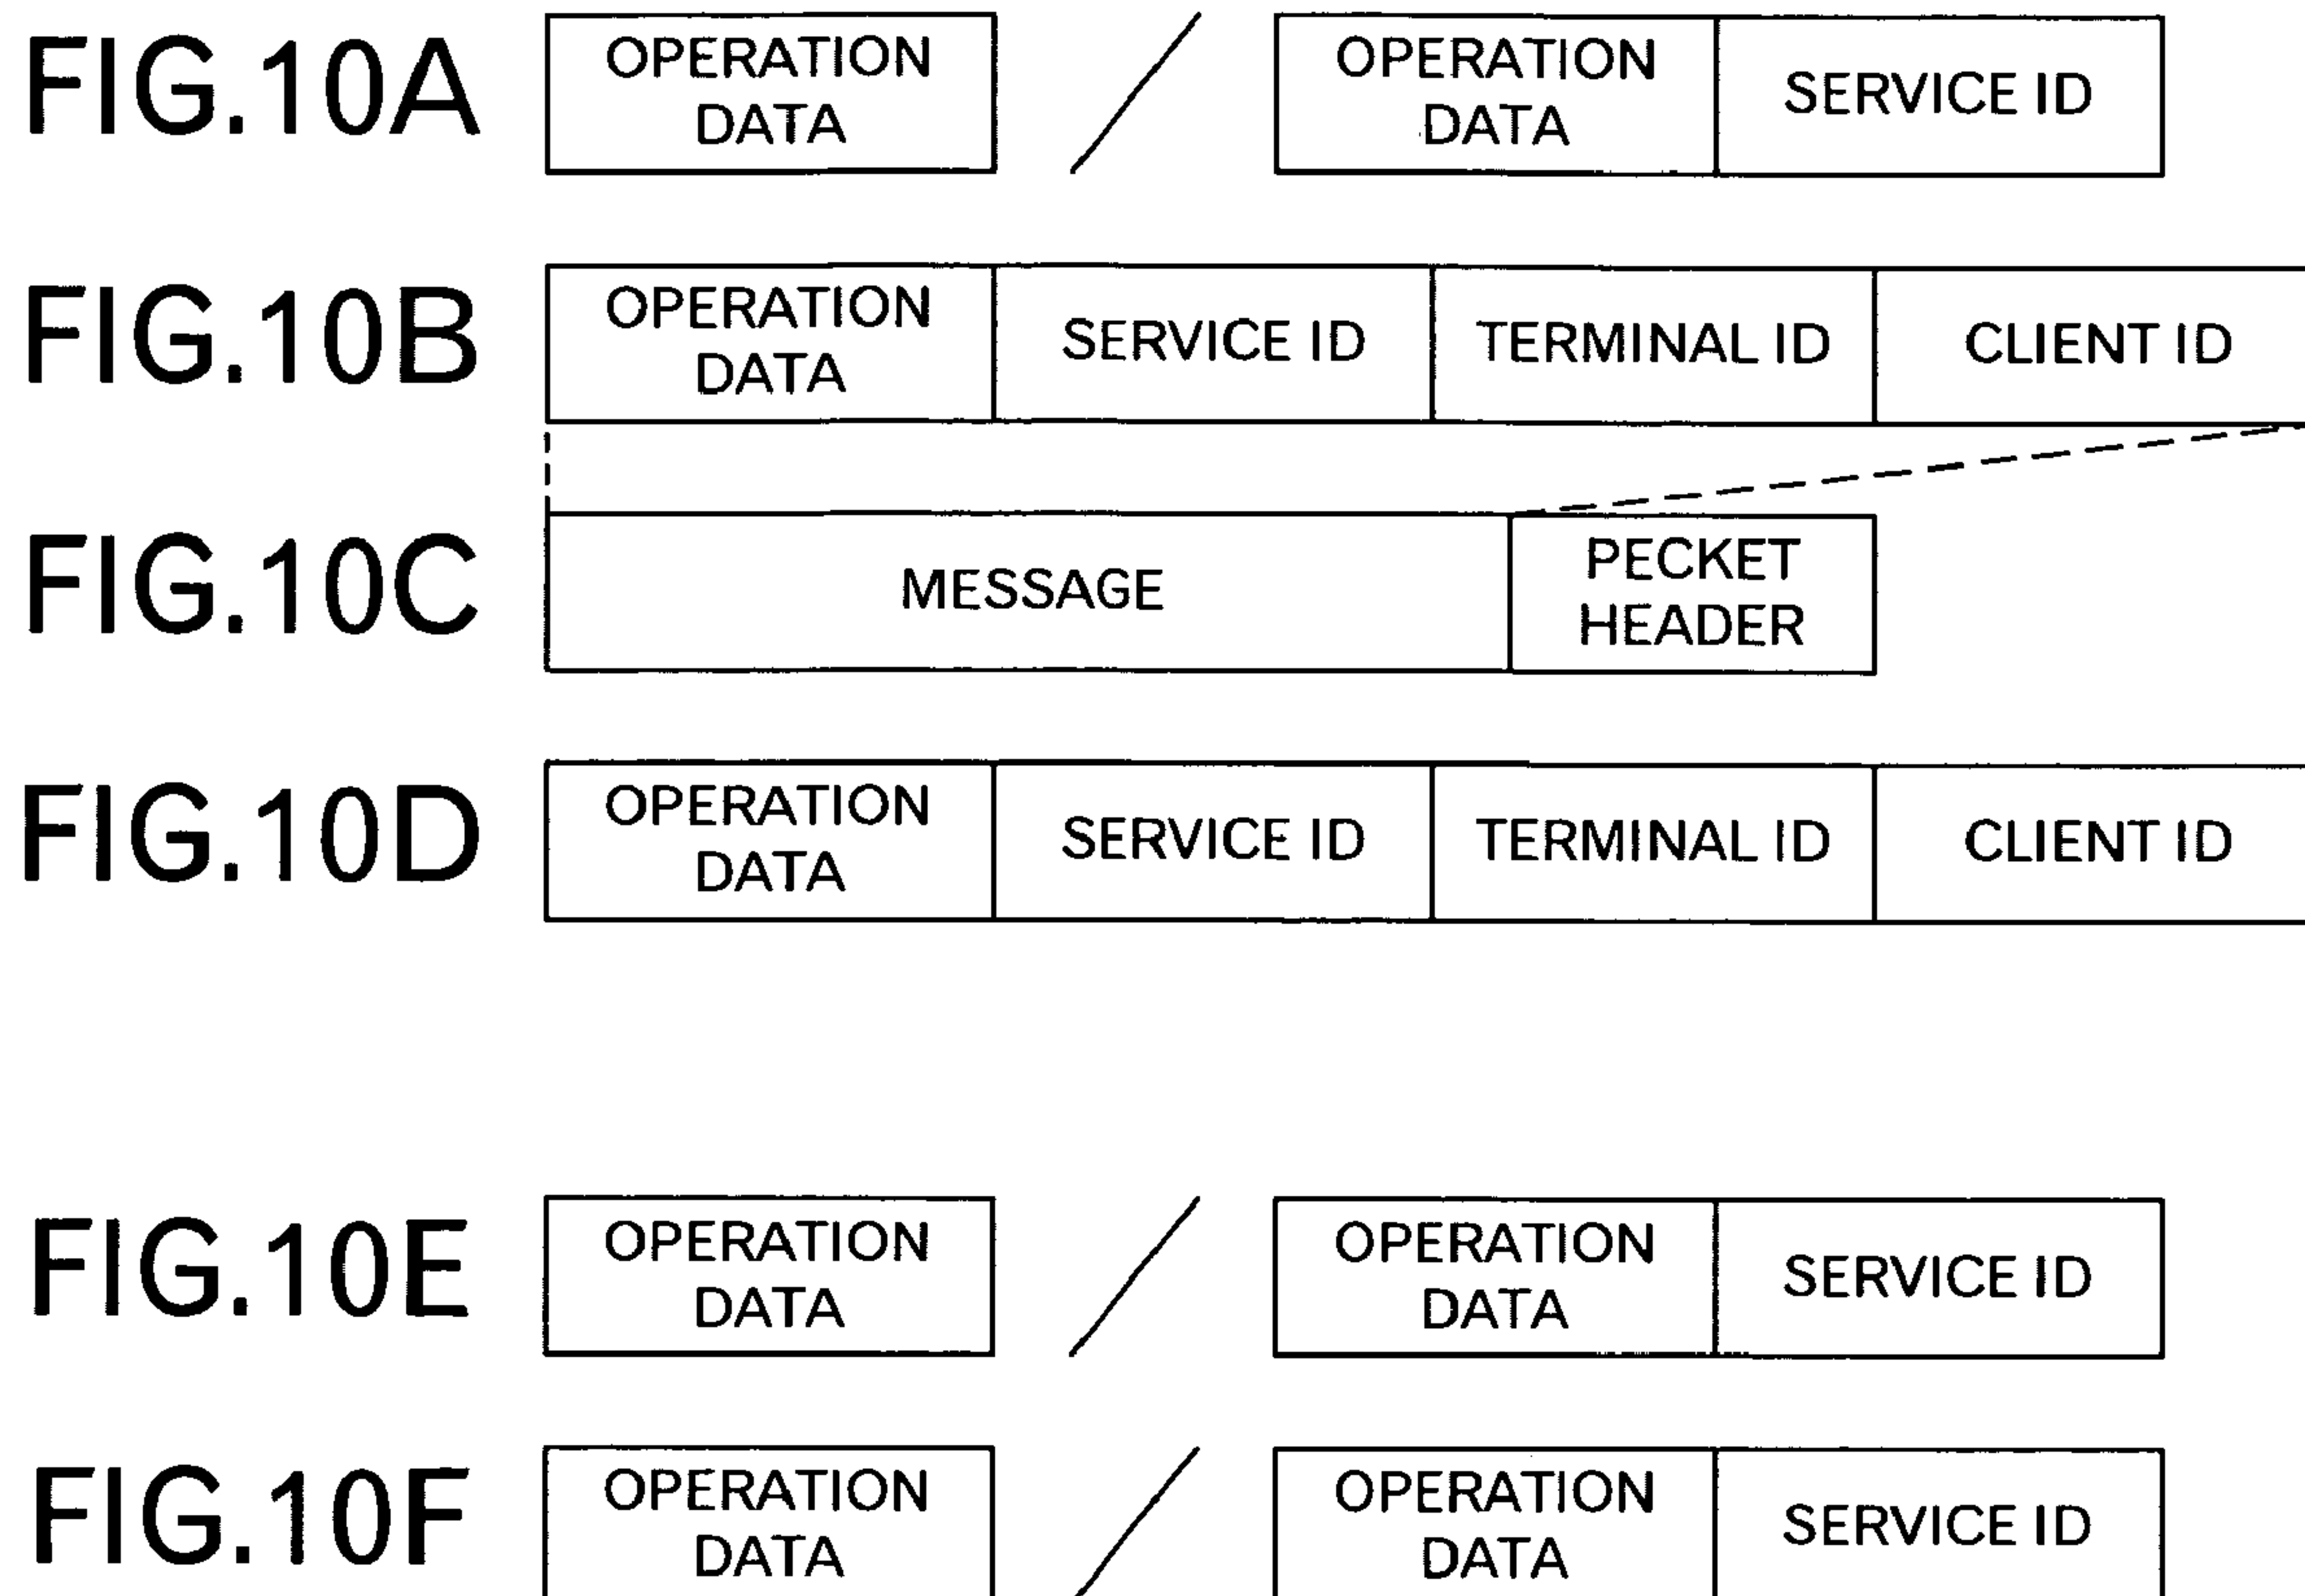 FIG.10A
OPERATION
DATA
OPERATION
DATA
SERVICE ID
FIG.10B
OPERATION
DATA
SERVICE ID
TERMINAL ID
CLIENT ID
FIG.10C
MESSAGE
PECKET
HEADER
FIG.10D
OPERATION
DATA
SERVICE ID
TERMINAL ID
CLIENT ID
FIG.10E
OPERATION
DATA
OPERATION
DATA
SERVICE ID
FIG.10F
OPERATION
DATA
OPERATION
DATA
SERVICE ID